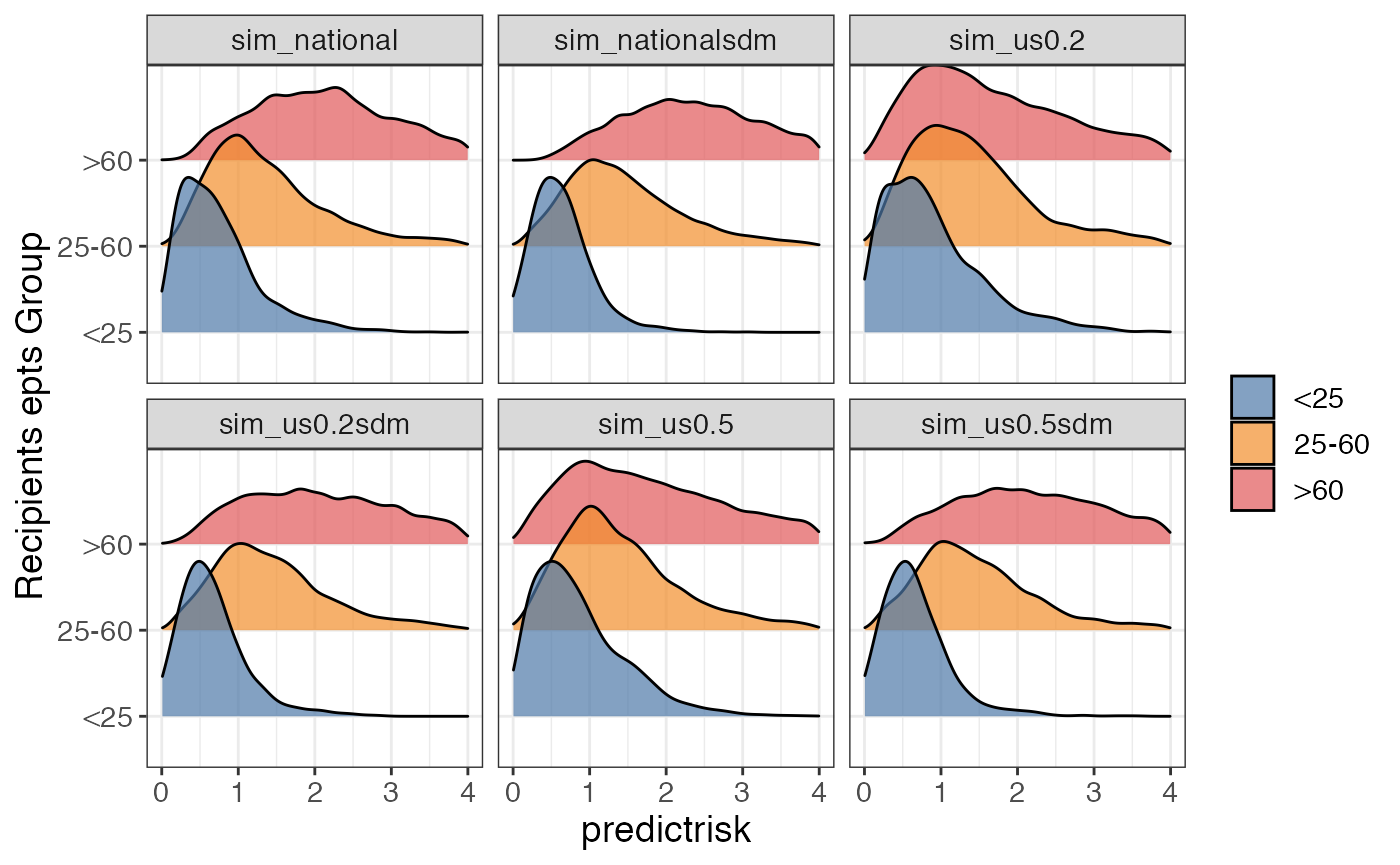 sim_national sim_nationalsdm sim_us0.2
>60
25-60
<25
sim_us0.2sdm sim_us0.5 sim_us0.5sdm
>60
25-60
<25
0 1 2 3 4 0 1 2 3 4 0 1 2 3 4
predictrisk
Recipients epts Group
<25
25-60
>60